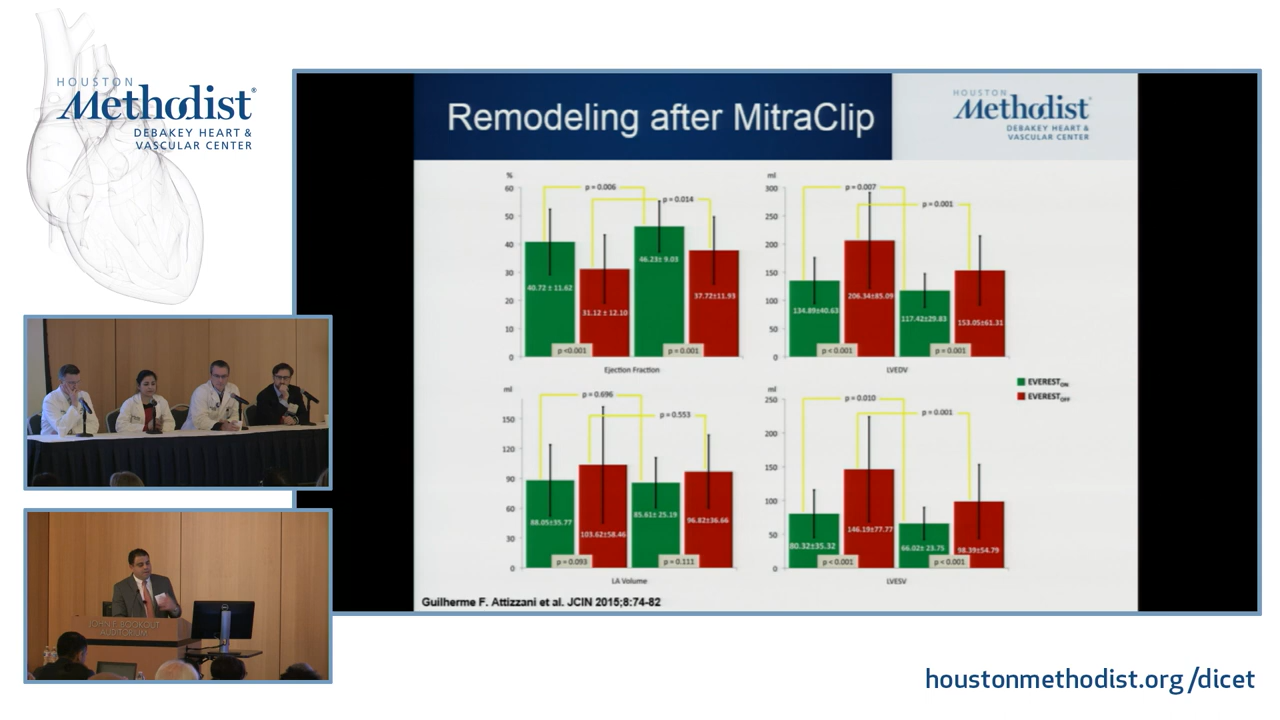 HOUSTON
Methodist®
DEBAKEY HEART &
VASCULAR CENTER
Remodeling after MitraClip
HOUSTON
Methodist
DEBAKEY HEART &
VASCULAR CENTER
%
60
50
40
30
20
10
0
p = 0.006
p = 0.014
40.72 ± 11.62
31.12 ± 12.10
46.23± 9.03
37.72±11.93
p <0.001
p = 0.001
Ejection Fraction
ml
300
250
200
150
100
50
0
p = 0.007
p = 0.001
134.89±40.63
206.34±85.09
117.42±29.83
153.05±61.31
p < 0.001
p = 0.001
LVEDV
EVEREST ON
EVEREST OFF
ml
150
120
90
60
30
0
p = 0.696
p = 0.553
88.05±35.77
103.62±58.46
85.61± 25.19
96.82±36.66
p = 0.093
p = 0.111
LA Volume
ml
250
200
150
100
50
0
p = 0.010
p = 0.001
80.32±35.32
146.19±77.77
66.02± 23.75
98.39±54.79
p < 0.001
p < 0.001
LVESV
Guilherme F. Attizzani et al. JCIN 2015;8:74-82
JOHN F. BOOKOUT
AUDITORIUM
houstonmethodist.org/dicet